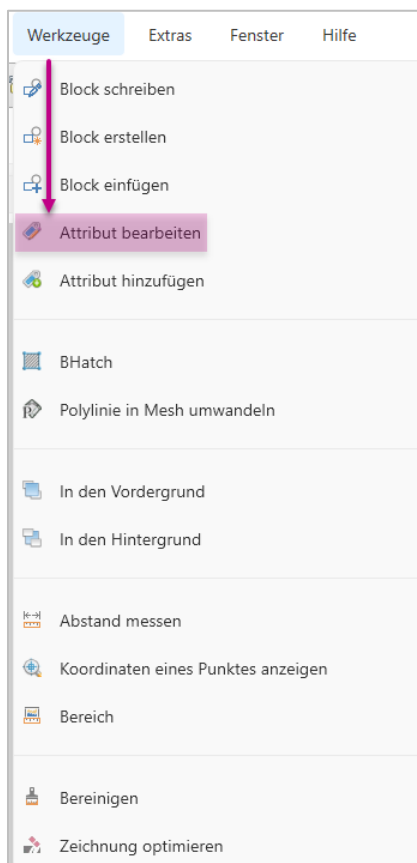 Werkzeuge Extras Fenster Hilfe
Block schreiben
Block erstellen
Block einfügen
Attribut bearbeiten
Attribut hinzufügen
BHatch
Polylinie in Mesh umwandeln
In den Vordergrund
In den Hintergrund
Abstand messen
Koordinaten eines Punktes anzeigen
Bereich
Bereinigen
Zeichnung optimieren